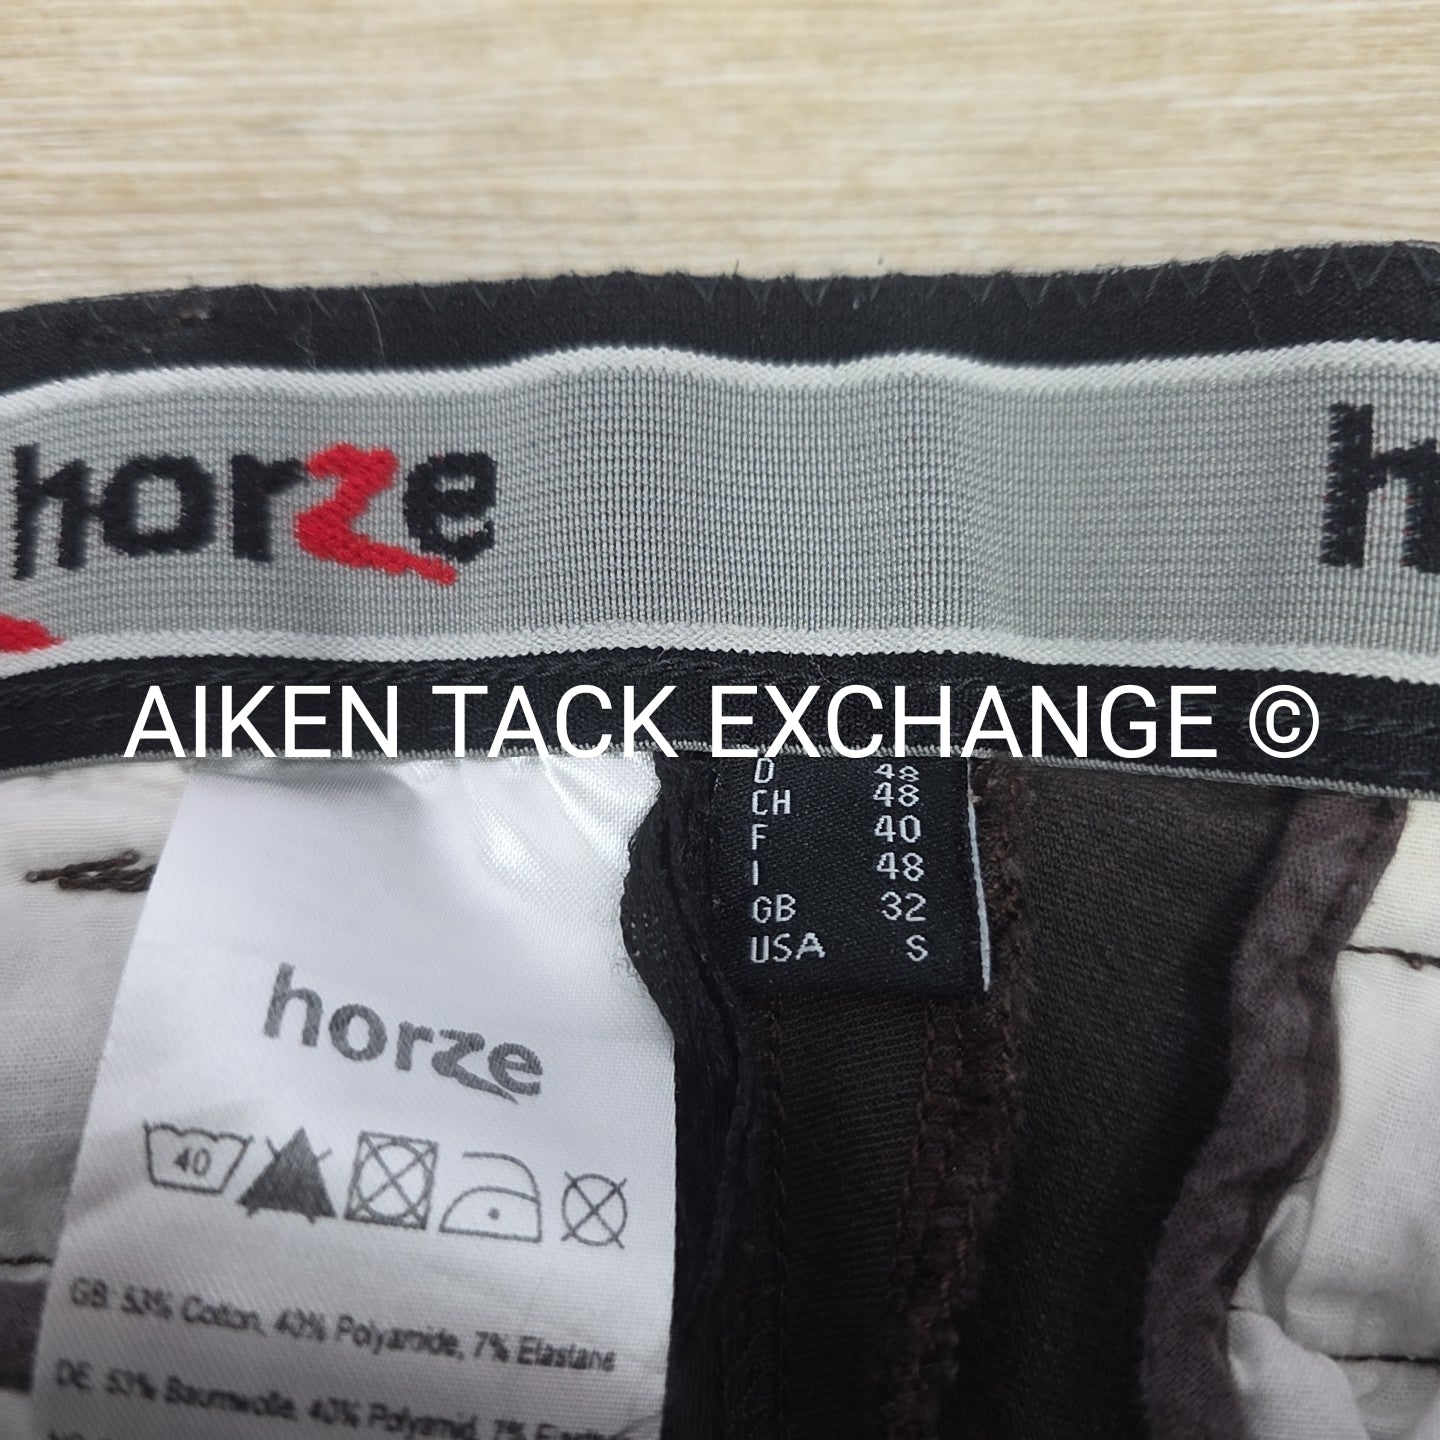 horze
h
AIKEN TACK EXCHANGE ©
D 48
CH 48
F 40
I 48
GB 32
USA S
horze
40
GB: 53% Cotton, 40% Polyamide, 7% Elastane
DE: 53% Baumwolle, 40% Polyamid, 7%